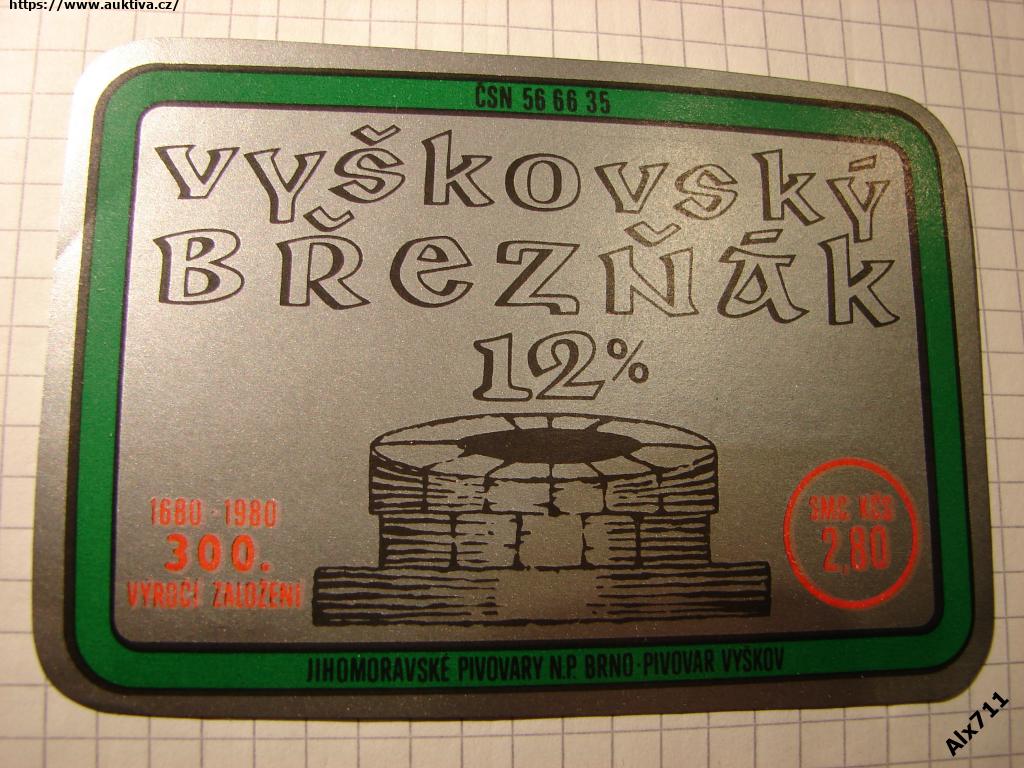 https://www.auktiva.cz/
ČSN 56 66 35
VYŠKOVSKÝ
BŘEZŇÁK
12%
1680 - 1980
300.
VÝROČÍ ZALOŽENÍ
SMC KČS
2,80
JIHOMORAVSKÉ PIVOVARY N.P. BRNO - PIVOVAR VYŠKOV
Alx711